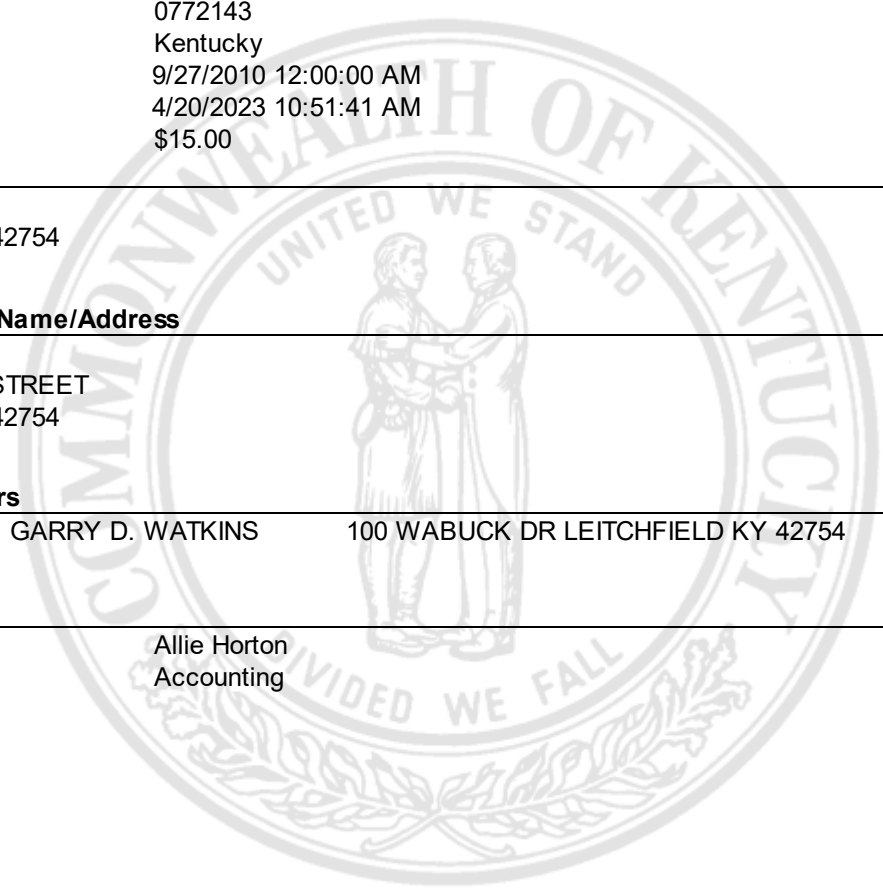 0772143
Kentucky
9/27/2010 12:00:00 AM
4/20/2023 10:51:41 AM
$15.00
42754
Name/Address
STREET
42754
rs
GARRY D. WATKINS 100 WABUCK DR LEITCHFIELD KY 42754
Allie Horton
Accounting
COMMONWEALTH OF KENTUCKY
UNITED WE STAND
DIVIDED WE FALL